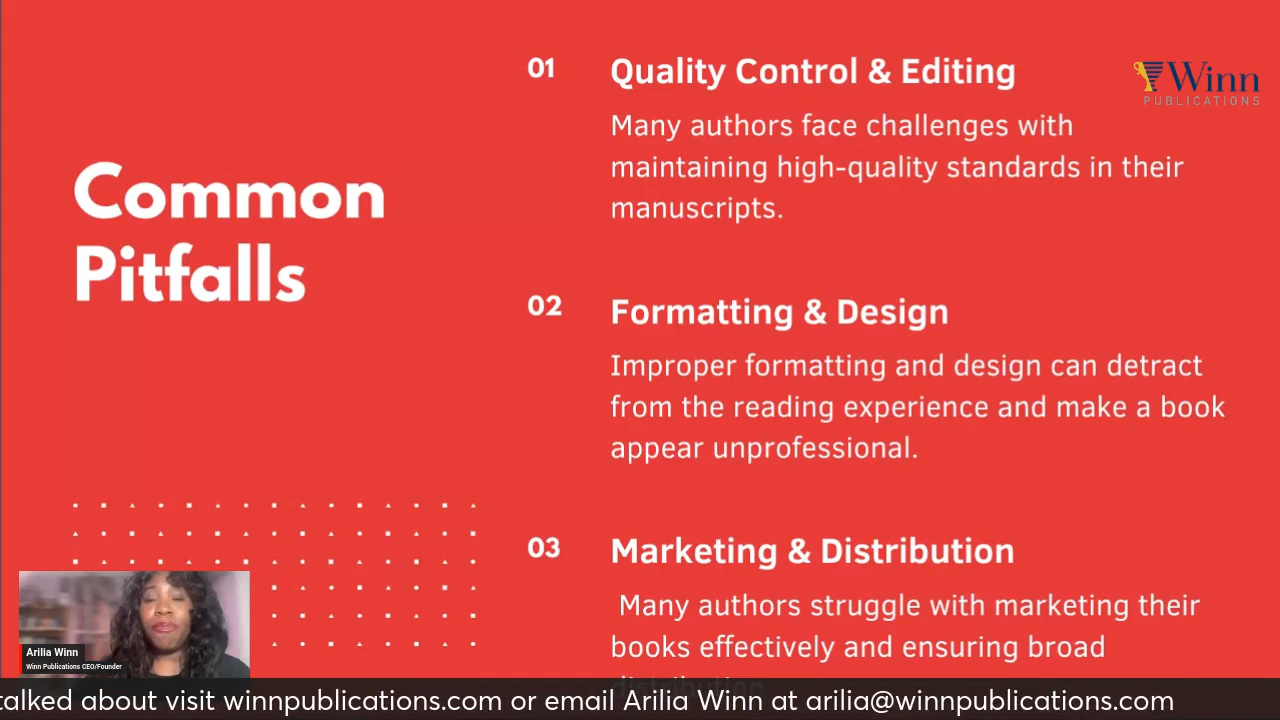 Common
Pitfalls
01
Quality Control & Editing
Many authors face challenges with
maintaining high-quality standards in their
manuscripts.
02
Formatting & Design
Improper formatting and design can detract
from the reading experience and make a book
appear unprofessional.
03
Marketing & Distribution
Many authors struggle with marketing their
books effectively and ensuring broad
distribution
Winn
PUBLICATIONS
Arilia Winn
Winn Publications CEO/Founder
talked about visit winnpublications.com or email Arilia Winn at arilia@winnpublications.com